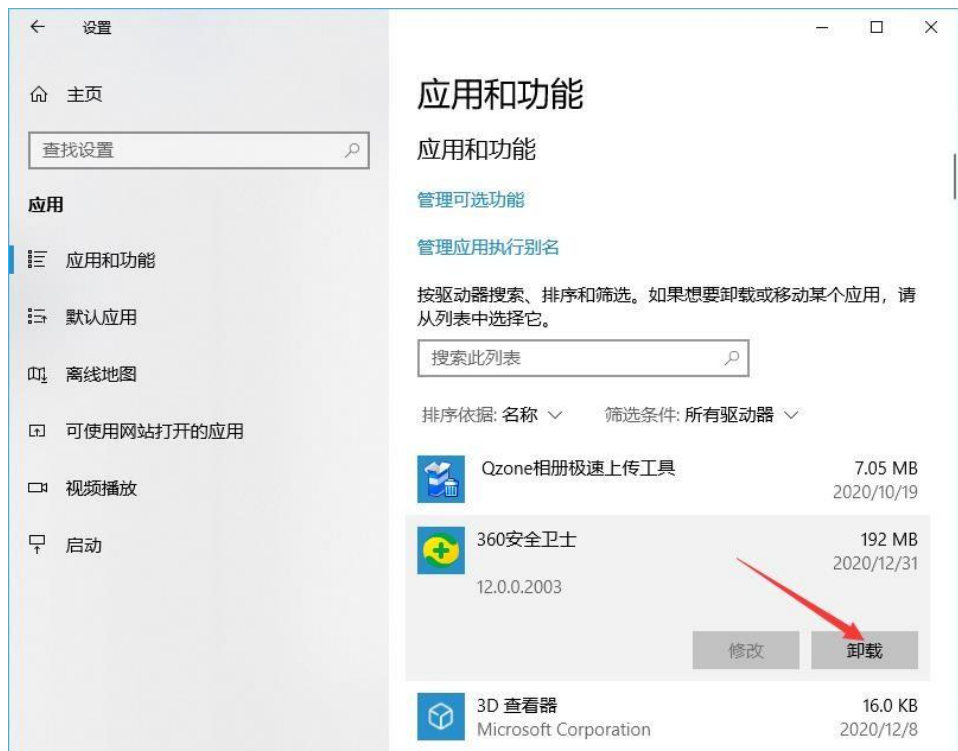 设置
主页
查找设置
应用
应用和功能
默认应用
离线地图
可使用网站打开的应用
视频播放
启动
应用和功能
应用和功能
管理可选功能
管理应用执行别名
按驱动器搜索、排序和筛选。如果想要卸载或移动某个应用，请
从列表中选择它。
搜索此列表
排序依据: 名称 筛选条件: 所有驱动器
Qzone相册极速上传工具 7.05 MB
2020/10/19
360安全卫士 192 MB
2020/12/31
12.0.0.2003
修改 卸载
3D 查看器 16.0 KB
Microsoft Corporation 2020/12/8